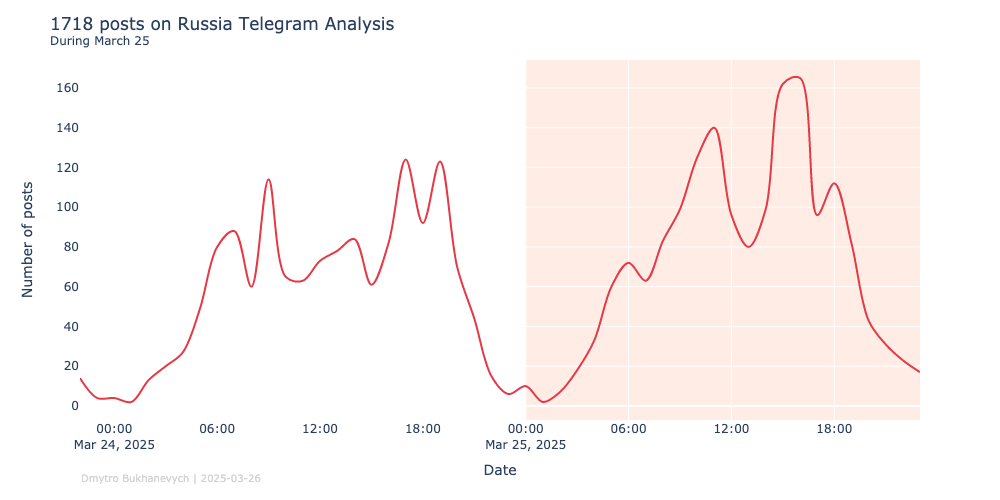 1718 posts on Russia Telegram Analysis
During March 25
160
140
120
100
80
60
40
20
0
Number of posts
00:00 06:00 12:00 18:00 00:00 06:00 12:00 18:00
Mar 24, 2025 Mar 25, 2025
Date
Dmytro Bukhanevych | 2025-03-26